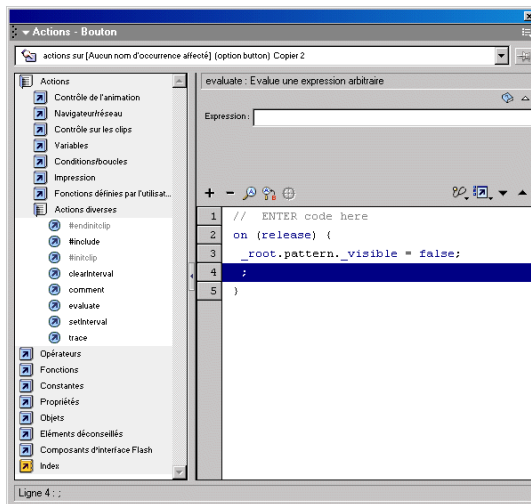 Actions - Bouton
actions sur [Aucun nom d'occurrence affecté] (option button) Copier 2
Actions
Contrôle de l'animation
Navigateur/réseau
Contrôle sur les clips
Variables
Conditions/boucles
Impression
Fonctions définies par l'utilisat...
Actions diverses
#endinitclip
#include
#initclip
clearInterval
comment
evaluate
setInterval
trace
Opérateurs
Fonctions
Constantes
Propriétés
Objets
Eléments déconseillés
Composants d'interface Flash
Index
evaluate : Evalue une expression arbitraire
Expression:
1 // ENTER code here
2 on (release) {
3 _root.pattern._visible = false;
4 ;
5 }
Ligne 4 : ;